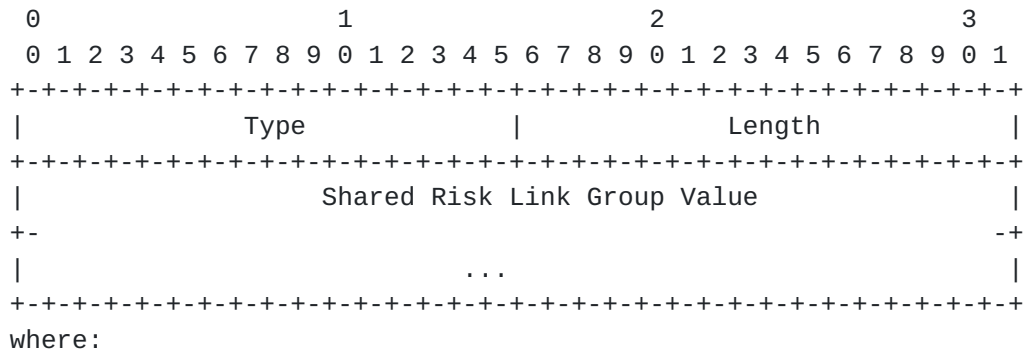 0                   1                   2                   3
 0 1 2 3 4 5 6 7 8 9 0 1 2 3 4 5 6 7 8 9 0 1 2 3 4 5 6 7 8 9 0 1
+-+-+-+-+-+-+-+-+-+-+-+-+-+-+-+-+-+-+-+-+-+-+-+-+-+-+-+-+-+-+-+-+
|              Type             |             Length            |
+-+-+-+-+-+-+-+-+-+-+-+-+-+-+-+-+-+-+-+-+-+-+-+-+-+-+-+-+-+-+-+-+
|                   Shared Risk Link Group Value                |
+-                                                             -+
|                            ...                                |
+-+-+-+-+-+-+-+-+-+-+-+-+-+-+-+-+-+-+-+-+-+-+-+-+-+-+-+-+-+-+-+-+
where: